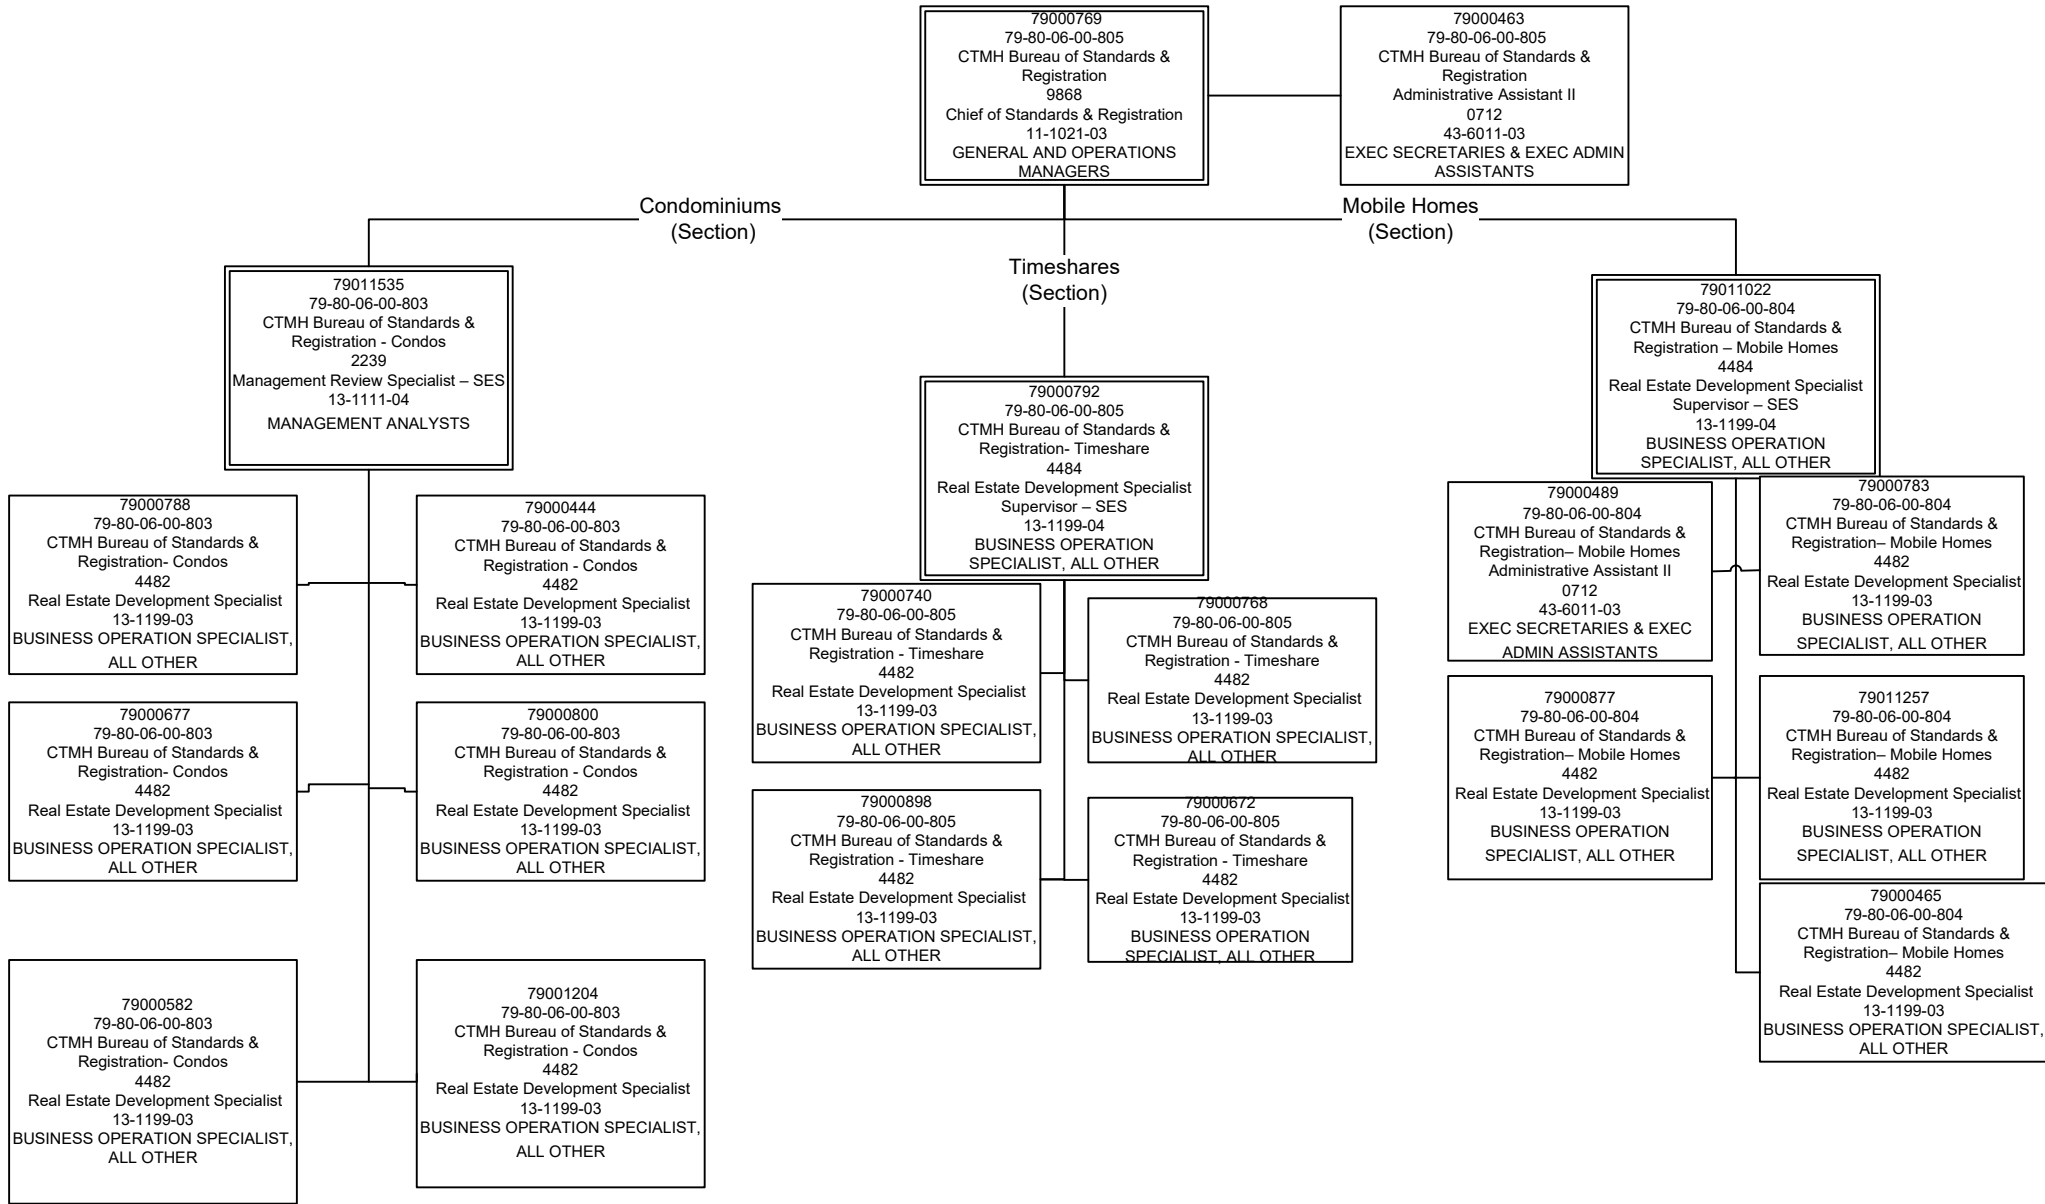 79000769
79-80-06-00-805
CTMH Bureau of Standards &
Registration
9868
Chief of Standards & Registration
11-1021-03
GENERAL AND OPERATIONS
MANAGERS
79000463
79-80-06-00-805
CTMH Bureau of Standards &
Registration
Administrative Assistant II
0712
43-6011-03
EXEC SECRETARIES & EXEC ADMIN
ASSISTANTS
Condominiums
(Section)
Timeshares
(Section)
Mobile Homes
(Section)
79011535
79-80-06-00-803
CTMH Bureau of Standards &
Registration - Condos
2239
Management Review Specialist – SES
13-1111-04
MANAGEMENT ANALYSTS
79000788
79-80-06-00-803
CTMH Bureau of Standards &
Registration- Condos
4482
Real Estate Development Specialist
13-1199-03
BUSINESS OPERATION SPECIALIST,
ALL OTHER
79000444
79-80-06-00-803
CTMH Bureau of Standards &
Registration - Condos
4482
Real Estate Development Specialist
13-1199-03
BUSINESS OPERATION SPECIALIST,
ALL OTHER
79000677
79-80-06-00-803
CTMH Bureau of Standards &
Registration- Condos
4482
Real Estate Development Specialist
13-1199-03
BUSINESS OPERATION SPECIALIST,
ALL OTHER
79000800
79-80-06-00-803
CTMH Bureau of Standards &
Registration - Condos
4482
Real Estate Development Specialist
13-1199-03
BUSINESS OPERATION SPECIALIST,
ALL OTHER
79000582
79-80-06-00-803
CTMH Bureau of Standards &
Registration- Condos
4482
Real Estate Development Specialist
13-1199-03
BUSINESS OPERATION SPECIALIST,
ALL OTHER
79001204
79-80-06-00-803
CTMH Bureau of Standards &
Registration - Condos
4482
Real Estate Development Specialist
13-1199-03
BUSINESS OPERATION SPECIALIST,
ALL OTHER
79000792
79-80-06-00-805
CTMH Bureau of Standards &
Registration- Timeshare
4484
Real Estate Development Specialist
Supervisor – SES
13-1199-04
BUSINESS OPERATION
SPECIALIST, ALL OTHER
79000740
79-80-06-00-805
CTMH Bureau of Standards &
Registration - Timeshare
4482
Real Estate Development Specialist
13-1199-03
BUSINESS OPERATION SPECIALIST,
ALL OTHER
79000768
79-80-06-00-805
CTMH Bureau of Standards &
Registration - Timeshare
4482
Real Estate Development Specialist
13-1199-03
BUSINESS OPERATION SPECIALIST,
ALL OTHER
79000898
79-80-06-00-805
CTMH Bureau of Standards &
Registration - Timeshare
4482
Real Estate Development Specialist
13-1199-03
BUSINESS OPERATION SPECIALIST,
ALL OTHER
79000672
79-80-06-00-805
CTMH Bureau of Standards &
Registration - Timeshare
4482
Real Estate Development Specialist
13-1199-03
BUSINESS OPERATION
SPECIALIST, ALL OTHER
79011022
79-80-06-00-804
CTMH Bureau of Standards &
Registration – Mobile Homes
4484
Real Estate Development Specialist
Supervisor – SES
13-1199-04
BUSINESS OPERATION
SPECIALIST, ALL OTHER
79000489
79-80-06-00-804
CTMH Bureau of Standards &
Registration– Mobile Homes
Administrative Assistant II
0712
43-6011-03
EXEC SECRETARIES & EXEC
ADMIN ASSISTANTS
79000783
79-80-06-00-804
CTMH Bureau of Standards &
Registration– Mobile Homes
4482
Real Estate Development Specialist
13-1199-03
BUSINESS OPERATION
SPECIALIST, ALL OTHER
79000877
79-80-06-00-804
CTMH Bureau of Standards &
Registration– Mobile Homes
4482
Real Estate Development Specialist
13-1199-03
BUSINESS OPERATION
SPECIALIST, ALL OTHER
79011257
79-80-06-00-804
CTMH Bureau of Standards &
Registration– Mobile Homes
4482
Real Estate Development Specialist
13-1199-03
BUSINESS OPERATION
SPECIALIST, ALL OTHER
79000465
79-80-06-00-804
CTMH Bureau of Standards &
Registration– Mobile Homes
4482
Real Estate Development Specialist
13-1199-03
BUSINESS OPERATION SPECIALIST,
ALL OTHER